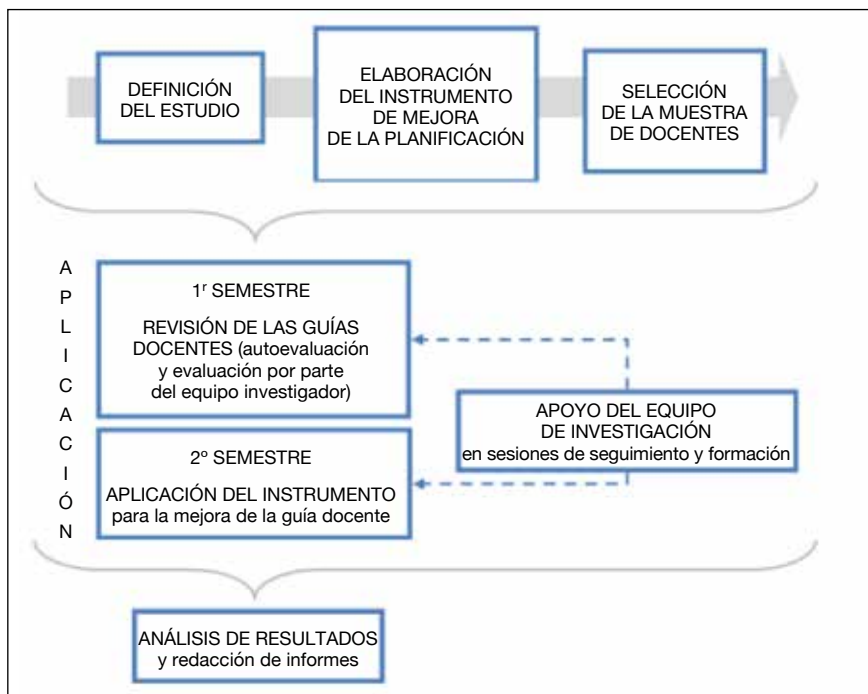 DEFINICIÓN
DEL ESTUDIO
ELABORACIÓN
DEL INSTRUMENTO
DE MEJORA
DE LA PLANIFICACIÓN
SELECCIÓN
DE LA MUESTRA
DE DOCENTES
A
P
L
I
C
A
C
I
Ó
N
1ʳ SEMESTRE
REVISIÓN DE LAS GUÍAS
DOCENTES (autoevaluación
y evaluación por parte
del equipo investigador)
2º SEMESTRE
APLICACIÓN DEL INSTRUMENTO
para la mejora de la guía docente
APOYO DEL EQUIPO
DE INVESTIGACIÓN
en sesiones de seguimiento y formación
ANÁLISIS DE RESULTADOS
y redacción de informes